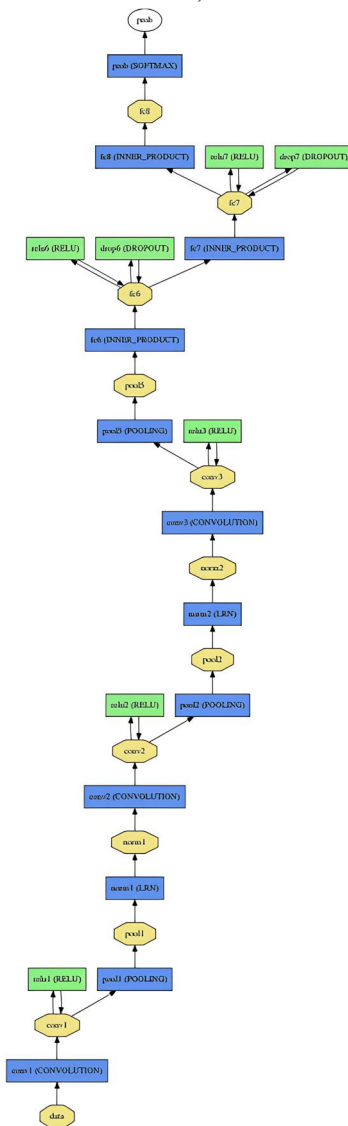 prob
prob (SOFTMAX)
fc8
fc8 (INNER_PRODUCT)
relu7 (RELU)
drop7 (DROPOUT)
fc7
relu6 (RELU)
drop6 (DROPOUT)
fc7 (INNER_PRODUCT)
fc6
fc6 (INNER_PRODUCT)
pool5
pool5 (POOLING)
relu3 (RELU)
conv3
conv3 (CONVOLUTION)
norm2
norm2 (LRN)
pool2
relu2 (RELU)
pool2 (POOLING)
conv2
conv2 (CONVOLUTION)
norm1
norm1 (LRN)
pool1
relu1 (RELU)
pool1 (POOLING)
conv1
conv1 (CONVOLUTION)
data